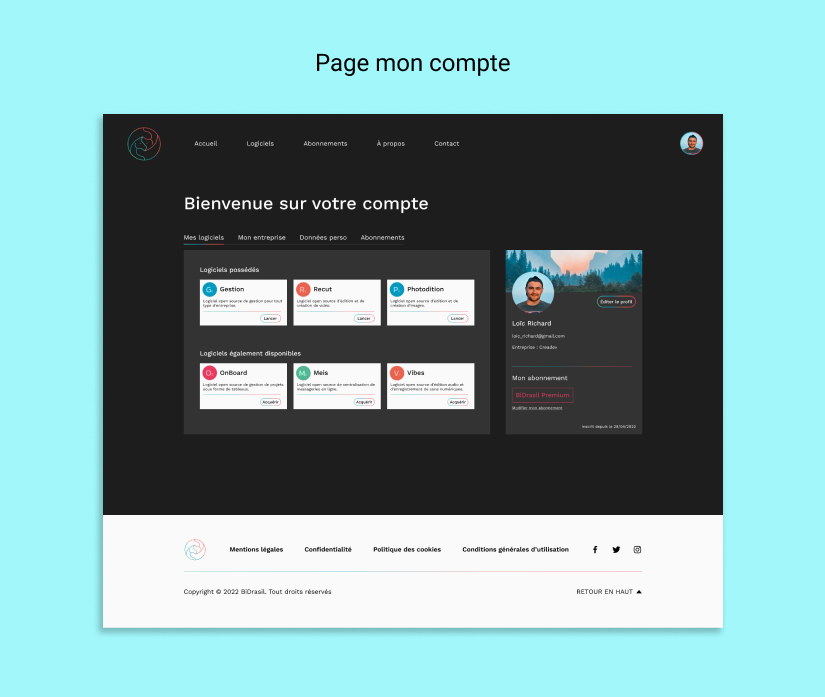 Page mon compte
Accueil
Logiciels
Abonnements
À propos
Contact
Bienvenue sur votre compte
Mes logiciels
Mon entreprise
Données perso
Abonnements
Logiciels possédés
G.
Gestion
Logiciel open source de gestion pour tout
type d'entreprise.
Lancer
R.
Recut
Logiciel open source d'édition et de
création de vidéo.
Lancer
P.
Photodition
Logiciel open source d'édition et de
création d'images.
Lancer
Logiciels également disponibles
O.
OnBoard
Logiciel open source de gestion de projets
sous forme de tableaux.
Acquérir
M.
Meis
Logiciel open source de centralisation de
messageries en ligne.
Acquérir
V.
Vibes
Logiciel open source d'édition audio et
d'enregistrement de sons numériques.
Acquérir
Editer le profil
Loïc Richard
loic_richard@gmail.com
Entreprise : Creadev
Mon abonnement
BiDrasil Premium
Modifier mon abonnement
Inscrit depuis le
Mentions légales
Confidentialité
Politique des cookies
Conditions générales d'utilisation
Copyright © 2022 BiDrasil. Tout droits réservés
RETOUR EN HAUT